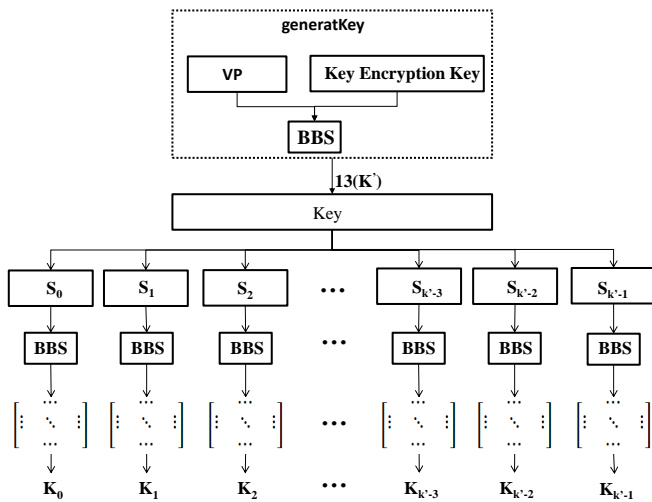 generatKey
VP
Key Encryption Key
BBS
13(K’)
Key
S0 S1 S2 ... Sk’-3 Sk’-2 Sk’-1
BBS BBS BBS ... BBS BBS BBS
K0 K1 K2 ... Kk’-3 Kk’-2 Kk’-1